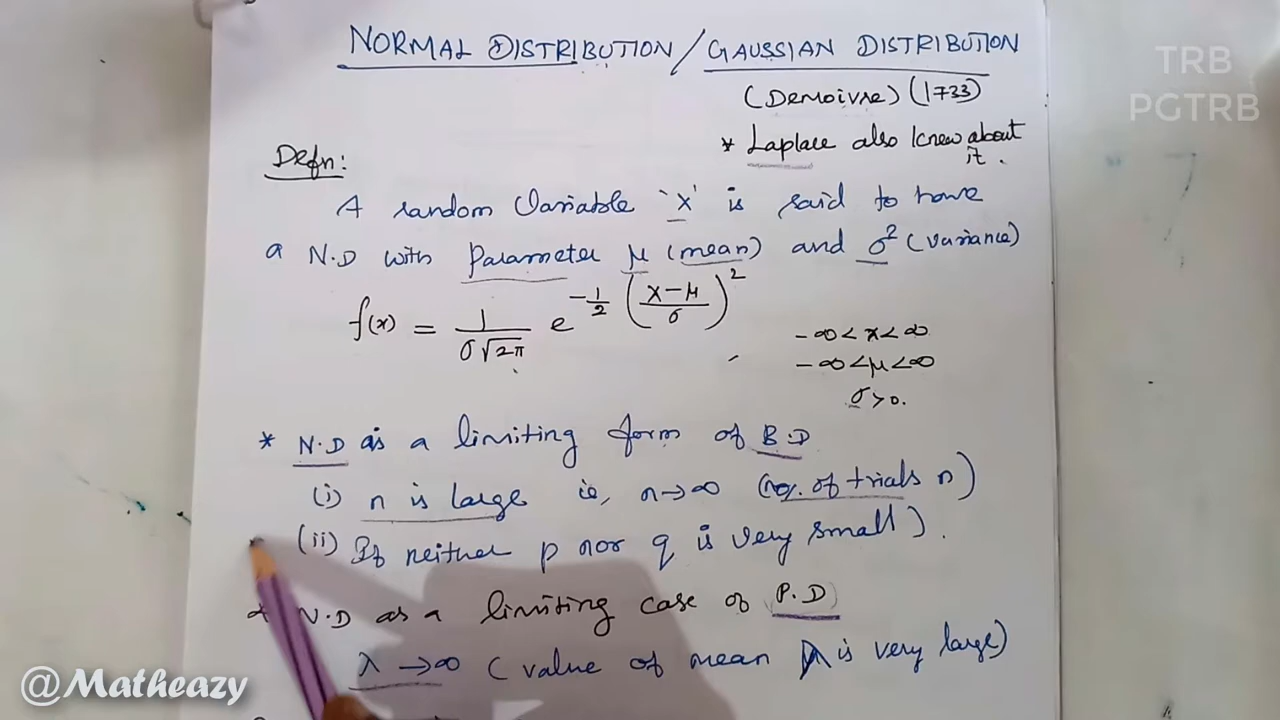 NORMAL DISTRIBUTION / GAUSSIAN DISTRIBUTION
(Demoivre) (1733)
* Laplace also knew about it.
Defn:
A random Variable 'X' is said to have
a N.D with Parameter μ (mean) and σ² (variance)
f(x) = 1/σ√2π e^-1/2 (x-μ/σ)²
-∞<x<∞
-∞<μ<∞
σ>0.
* N.D as a limiting form of B.D
(i) n is large ie, n→∞ (no. of trials n)
(ii) If neither p nor q is very small).
* N.D as a limiting case of P.D
λ→∞ (value of mean λ is very large)
TRB
PGTRB
@Matheazy